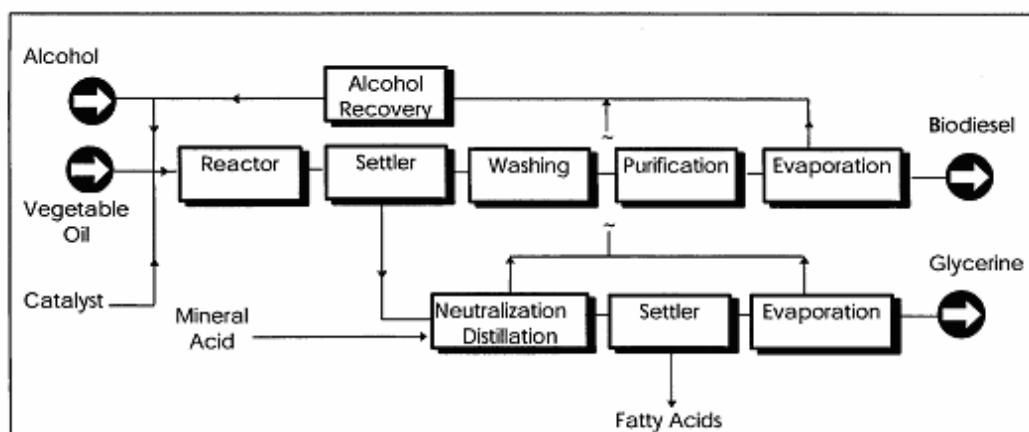 Alcohol
Alcohol
Recovery
Biodiesel
Reactor
Settler
Washing
Purification
Evaporation
Vegetable
Oil
Glycerine
Catalyst
Mineral
Acid
Neutralization
Distillation
Settler
Evaporation
Fatty Acids